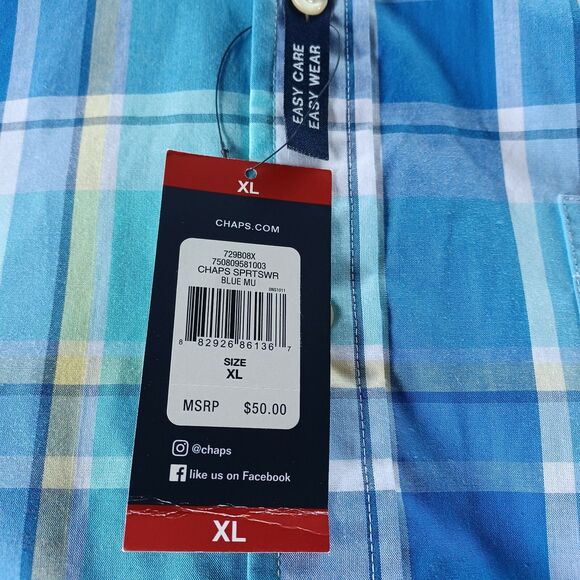 EASY CARE
EASY WEAR
XL
CHAPS.COM
729B08X
750809581003
CHAPS SPRTSWR
BLUE MU
0NG1011
8 82926 86136 7
SIZE
XL
MSRP $50.00
@chaps
like us on Facebook
XL